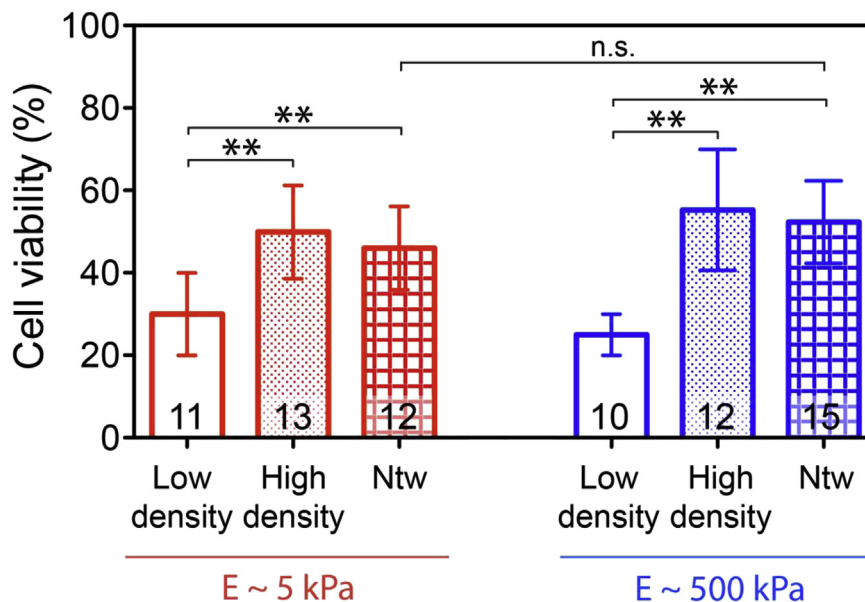 Cell viability (%)
100
80
60
40
20
0
n.s.
**
**
**
**
11
13
12
10
12
15
Low density
High density
Ntw
Low density
High density
Ntw
E ~ 5 kPa
E ~ 500 kPa